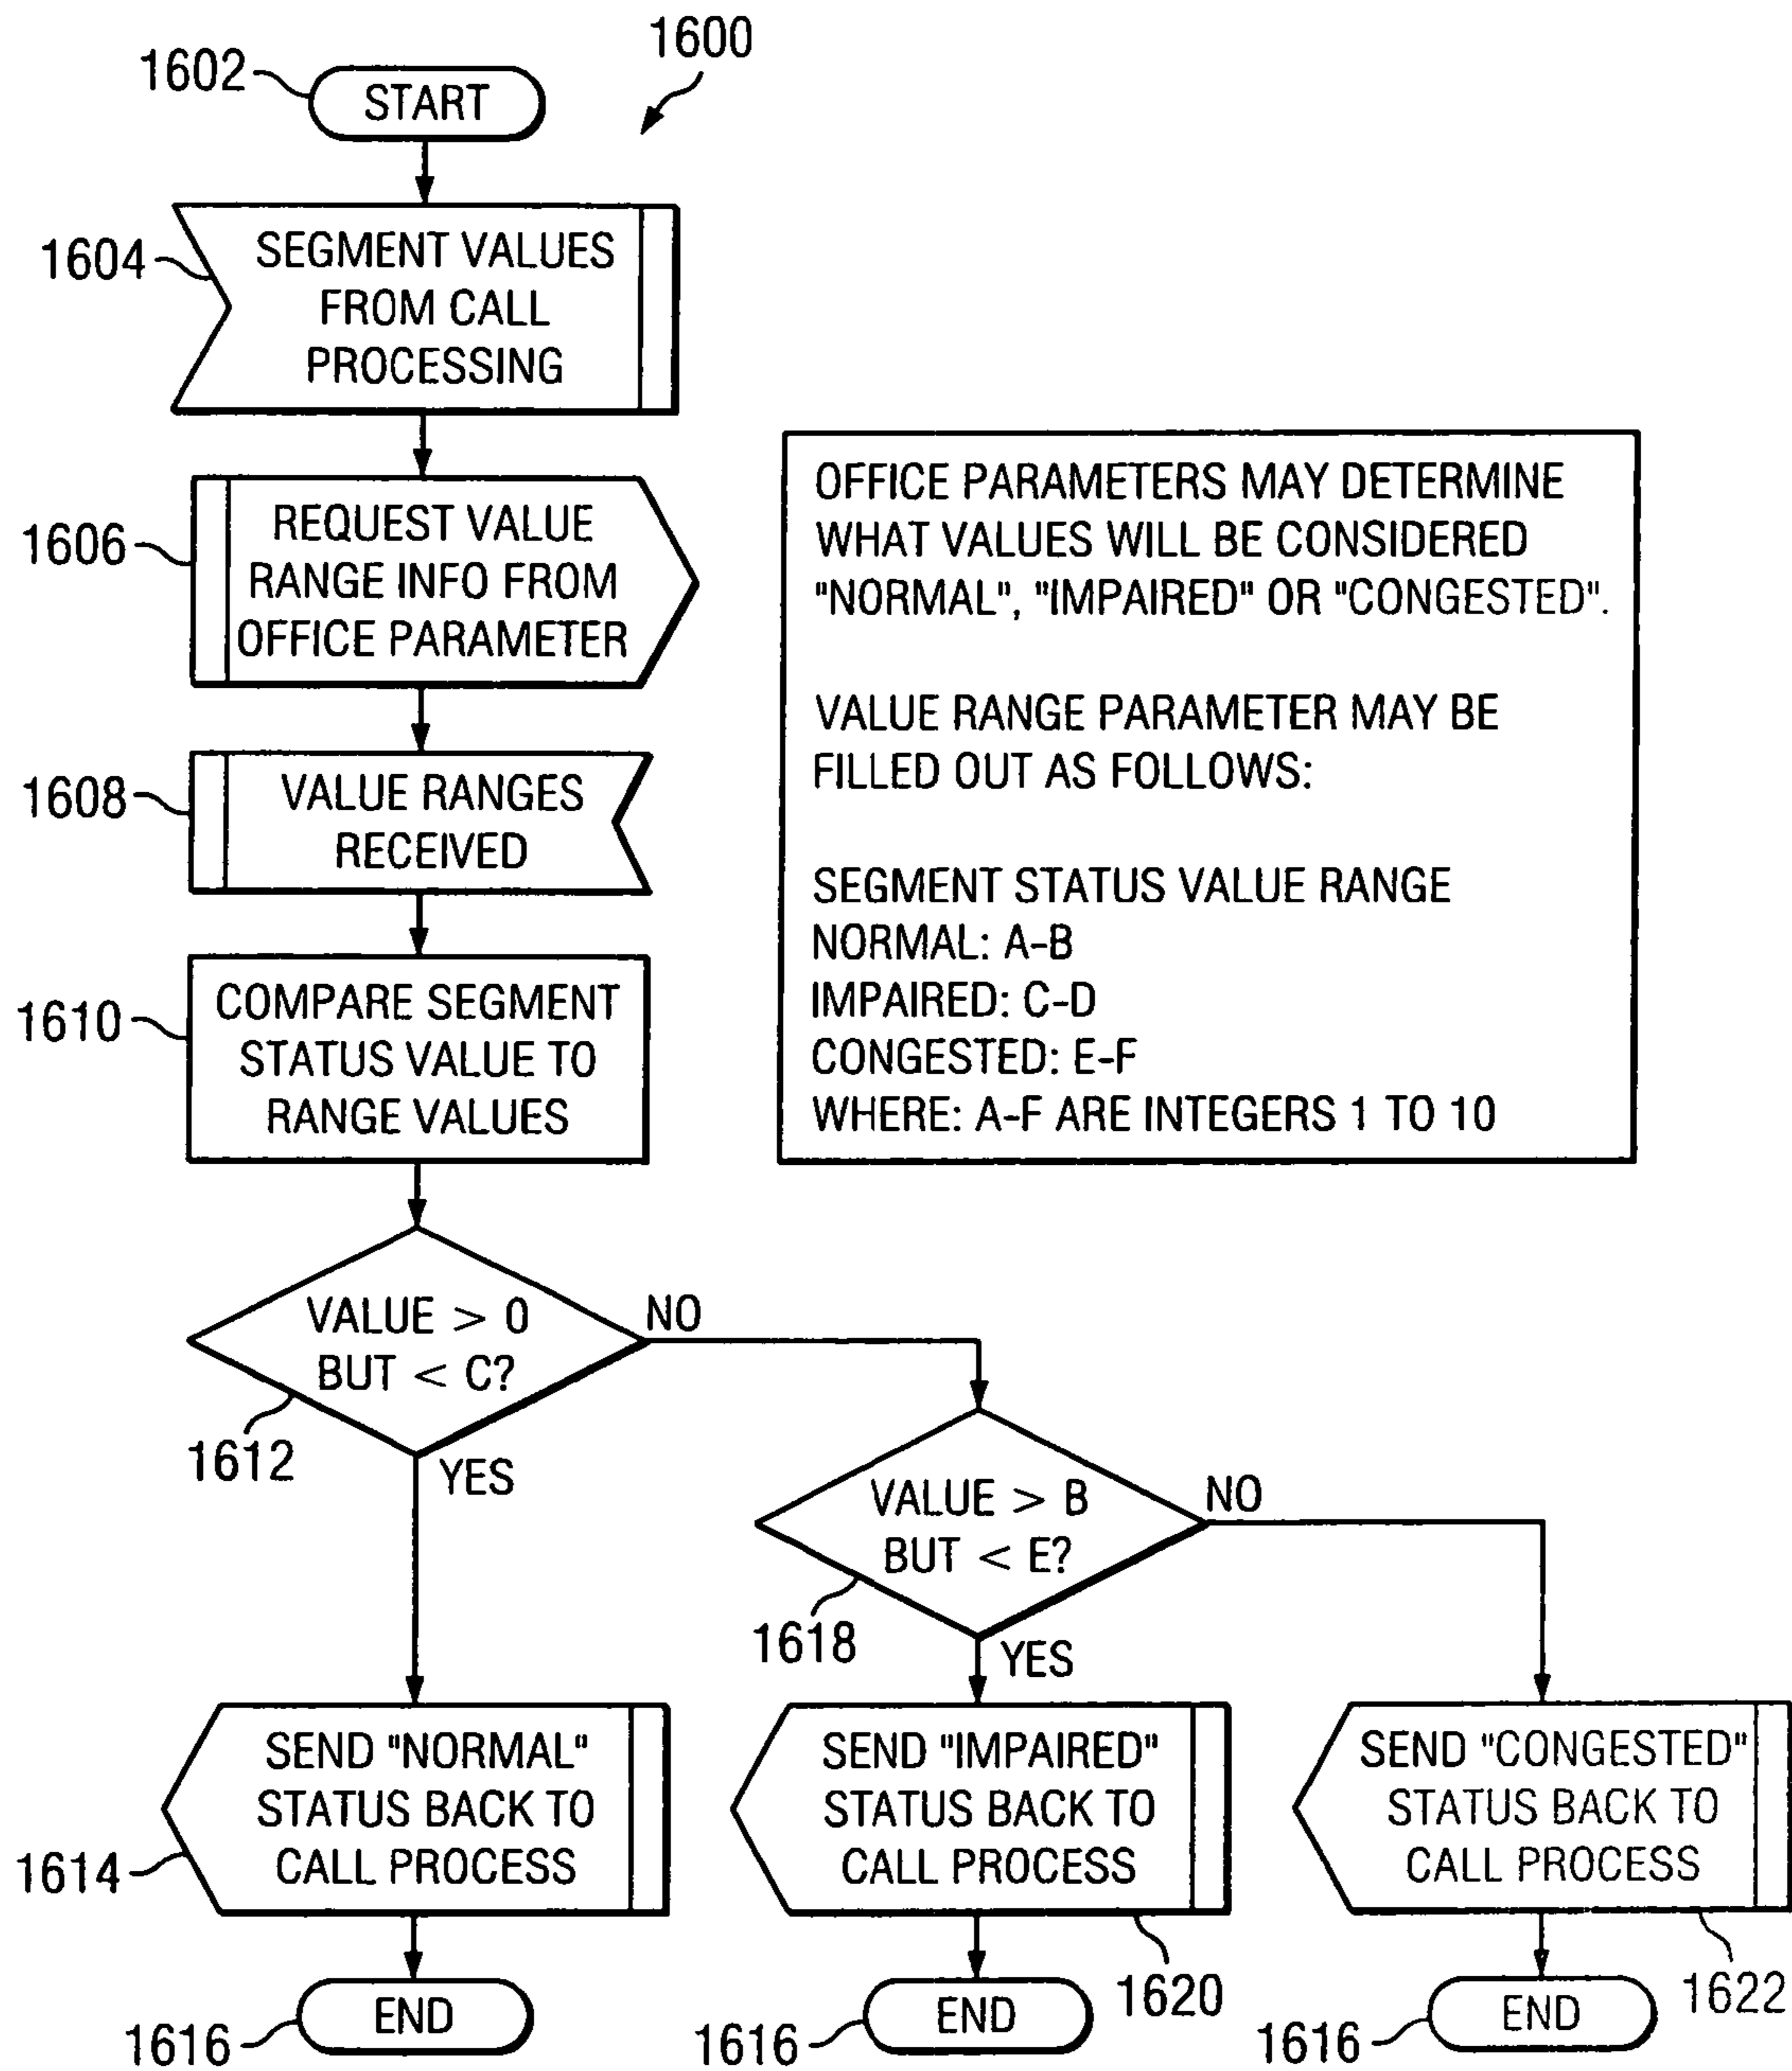 1600
1602
START
1604
SEGMENT VALUES
FROM CALL
PROCESSING
1606
REQUEST VALUE
RANGE INFO FROM
OFFICE PARAMETER
1608
VALUE RANGES
RECEIVED
1610
COMPARE SEGMENT
STATUS VALUE TO
RANGE VALUES
OFFICE PARAMETERS MAY DETERMINE
WHAT VALUES WILL BE CONSIDERED
"NORMAL", "IMPAIRED" OR "CONGESTED".
VALUE RANGE PARAMETER MAY BE
FILLED OUT AS FOLLOWS:
SEGMENT STATUS VALUE RANGE
NORMAL: A-B
IMPAIRED: C-D
CONGESTED: E-F
WHERE: A-F ARE INTEGERS 1 TO 10
VALUE > 0
BUT < C?
NO
1612
YES
VALUE > B
BUT < E?
NO
1618
YES
SEND "NORMAL"
STATUS BACK TO
CALL PROCESS
1614
SEND "IMPAIRED"
STATUS BACK TO
CALL PROCESS
1620
SEND "CONGESTED"
STATUS BACK TO
CALL PROCESS
1622
END
1616
END
1616
END
1616